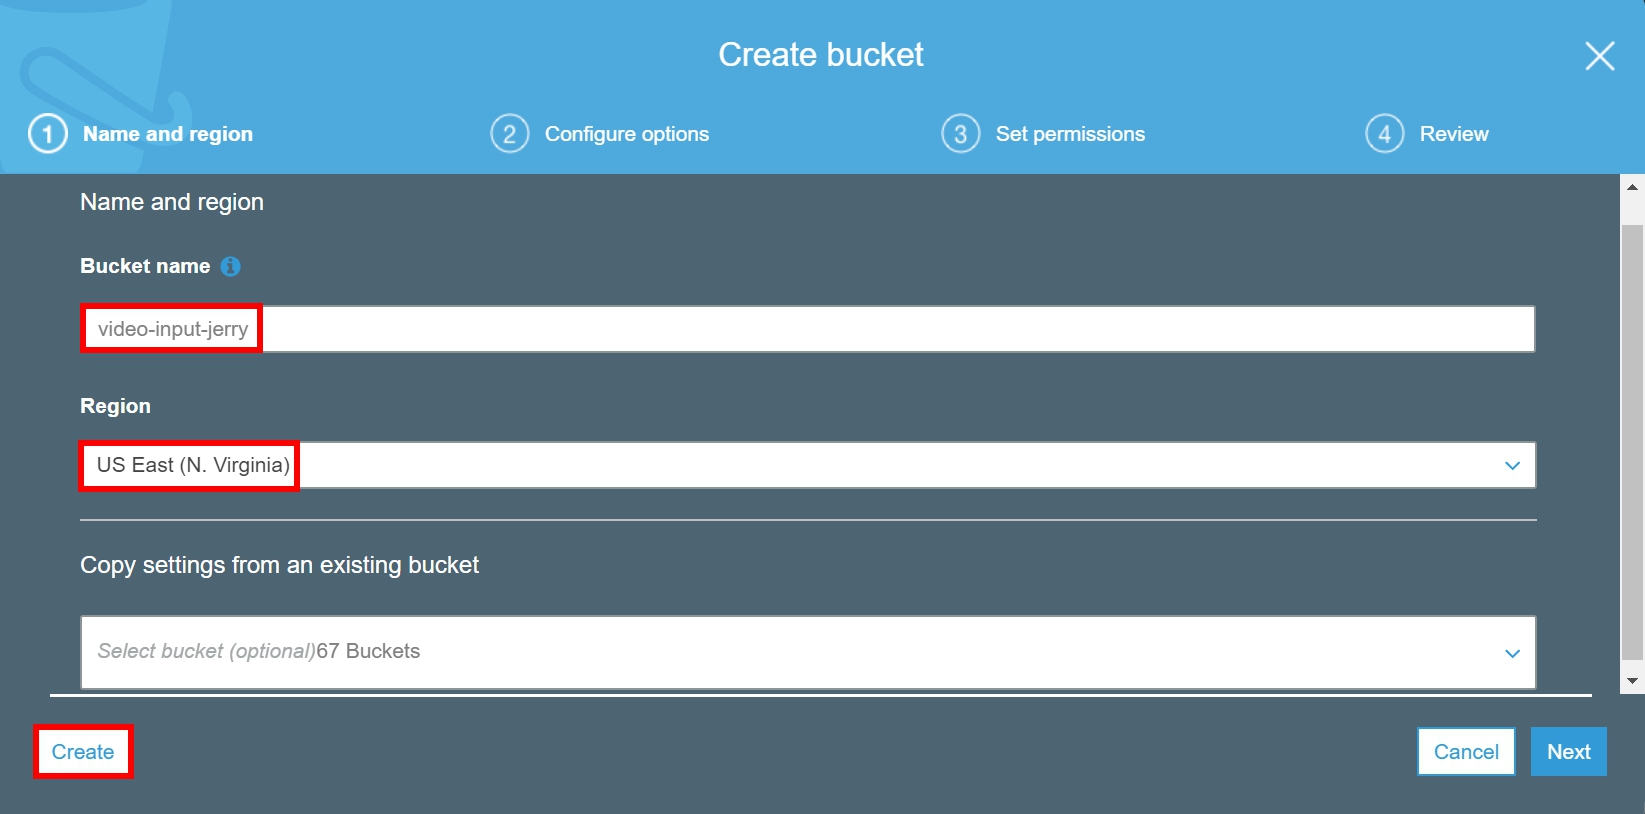 Create bucket
1 Name and region 2 Configure options 3 Set permissions 4 Review
Name and region
Bucket name i
video-input-jerry
Region
US East (N. Virginia)
Copy settings from an existing bucket
Select bucket (optional)67 Buckets
Create Cancel Next